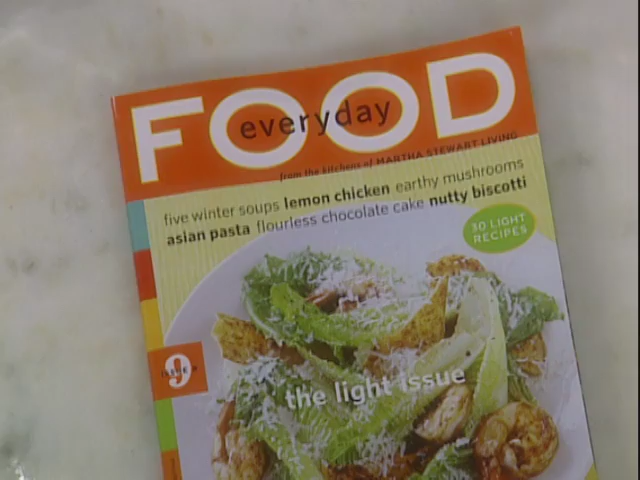 everyday
FOOD
from the kitchens of MARTHA STEWART LIVING
five winter soups lemon chicken earthy mushrooms
asian pasta flourless chocolate cake nutty biscotti
30 LIGHT
RECIPES
ISSUE
9
the light issue